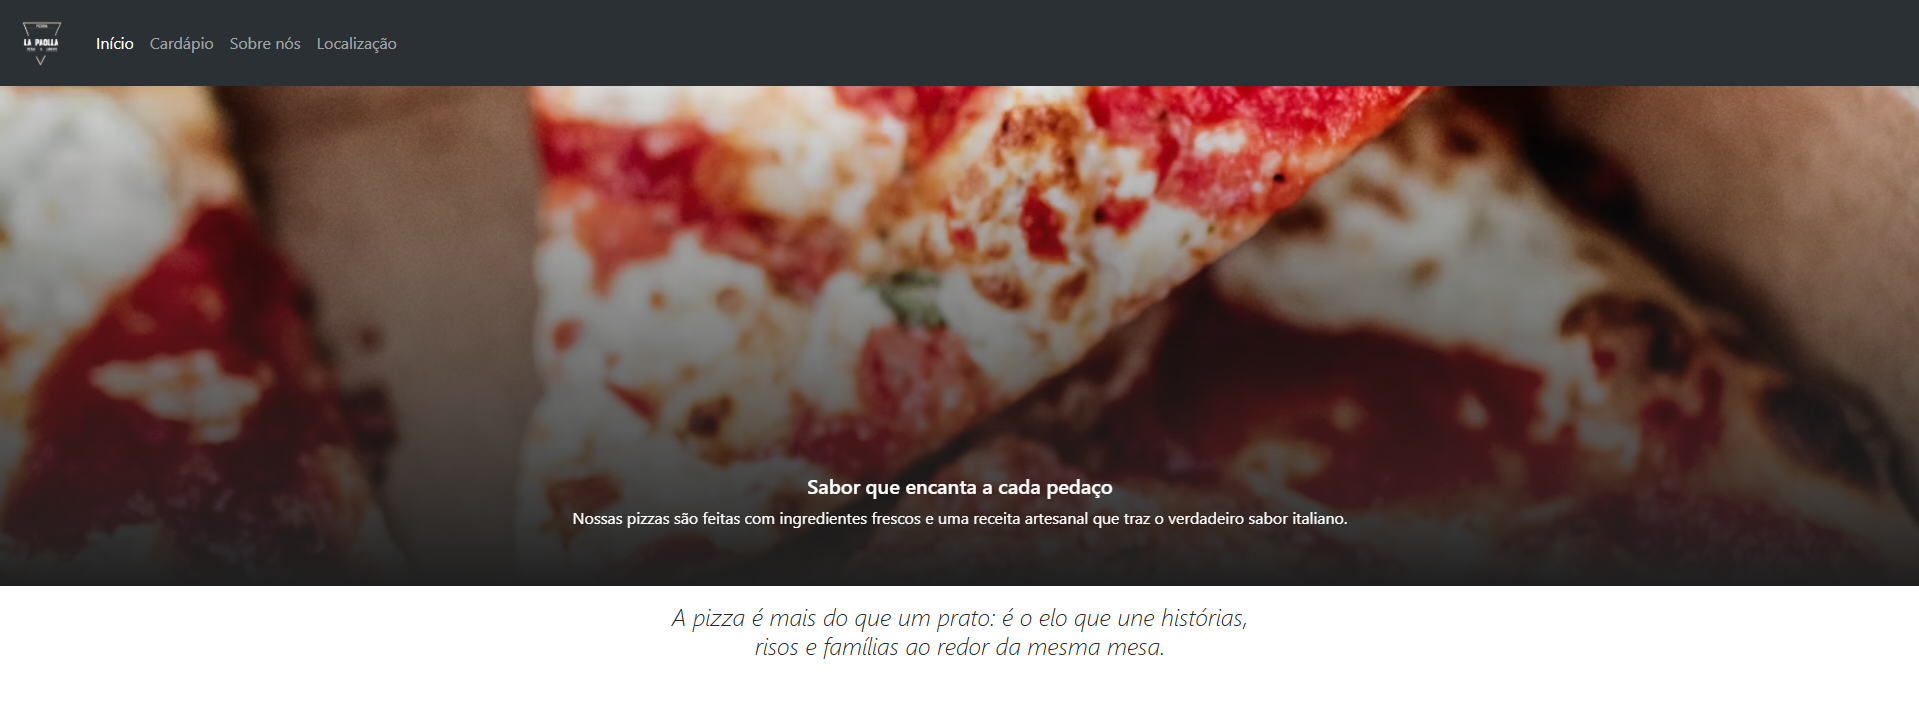 LA PAOLLA
Início Cardápio Sobre nós Localização
Sabor que encanta a cada pedaço
Nossas pizzas são feitas com ingredientes frescos e uma receita artesanal que traz o verdadeiro sabor italiano.
A pizza é mais do que um prato: é o elo que une histórias,
risos e famílias ao redor da mesma mesa.